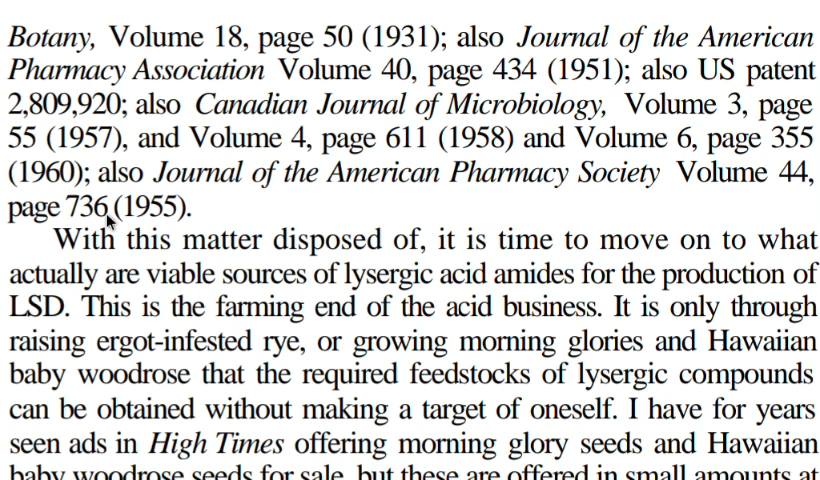 Botany, Volume 18, page 50 (1931); also Journal of the American
Pharmacy Association Volume 40, page 434 (1951); also US patent
2,809,920; also Canadian Journal of Microbiology, Volume 3, page
55 (1957), and Volume 4, page 611 (1958) and Volume 6, page 355
(1960); also Journal of the American Pharmacy Society Volume 44,
page 736 (1955).
With this matter disposed of, it is time to move on to what
actually are viable sources of lysergic acid amides for the production of
LSD. This is the farming end of the acid business. It is only through
raising ergot-infested rye, or growing morning glories and Hawaiian
baby woodrose that the required feedstocks of lysergic compounds
can be obtained without making a target of oneself. I have for years
seen ads in High Times offering morning glory seeds and Hawaiian
baby woodrose seeds for sale, but these are offered in small amounts at